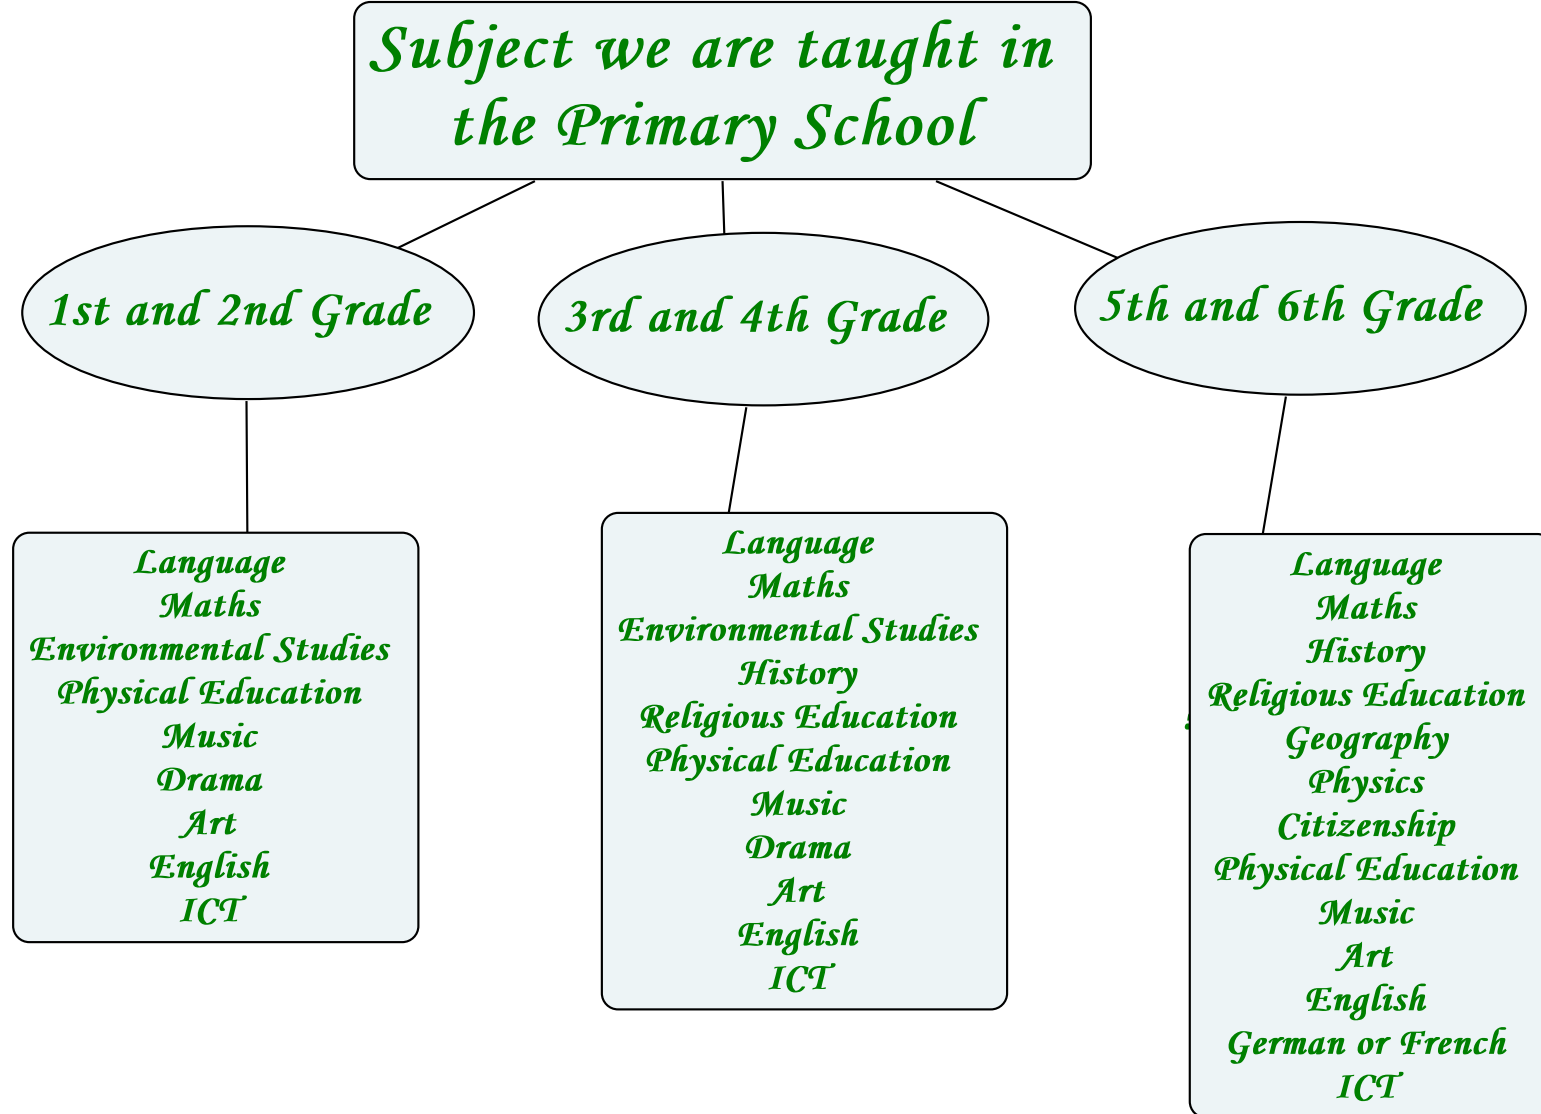 Subject we are taught in
the Primary School
1st and 2nd Grade
3rd and 4th Grade
5th and 6th Grade
Language
Maths
Environmental Studies
Physical Education
Music
Drama
Art
English
ICT
Language
Maths
Environmental Studies
History
Religious Education
Physical Education
Music
Drama
Art
English
ICT
Language
Maths
History
Religious Education
Geography
Physics
Citizenship
Physical Education
Music
Art
English
German or French
ICT